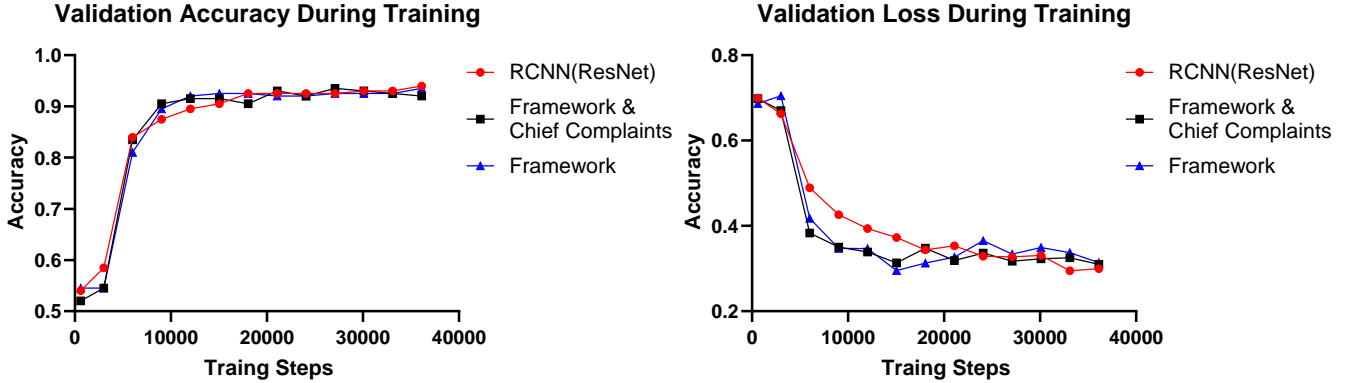 Validation Accuracy During Training
1.0
0.9
0.8
0.7
0.6
0.5
Accuracy
0
10000
20000
30000
40000
Traing Steps
RCNN(ResNet)
Framework &
Chief Complaints
Framework
Validation Loss During Training
0.8
0.6
0.4
0.2
Accuracy
0
10000
20000
30000
40000
Traing Steps
RCNN(ResNet)
Framework &
Chief Complaints
Framework